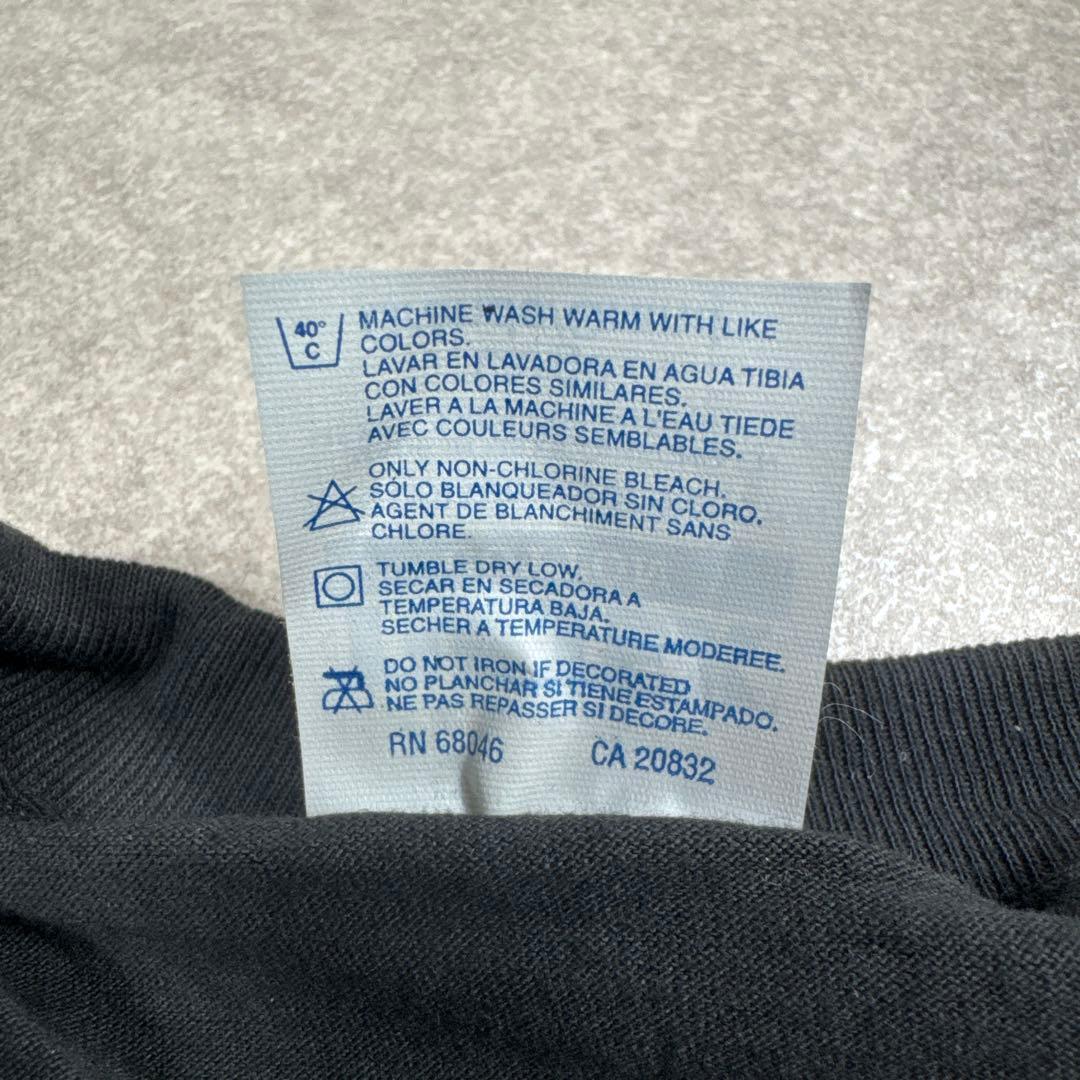 40°
C
MACHINE WASH WARM WITH LIKE
COLORS.
LAVAR EN LAVADORA EN AGUA TIBIA
CON COLORES SIMILARES.
LAVER A LA MACHINE A L'EAU TIEDE
AVEC COULEURS SEMBLABLES.
ONLY NON-CHLORINE BLEACH.
SÓLO BLANQUEADOR SIN CLORO.
AGENT DE BLANCHIMENT SANS
CHLORE.
TUMBLE DRY LOW.
SECAR EN SECADORA A
TEMPERATURA BAJA.
SECHER A TEMPERATURE MODEREE.
DO NOT IRON IF DECORATED
NO PLANCHAR SI TIENE ESTAMPADO.
NE PAS REPASSER SI DECORE.
RN 68046 CA 20832